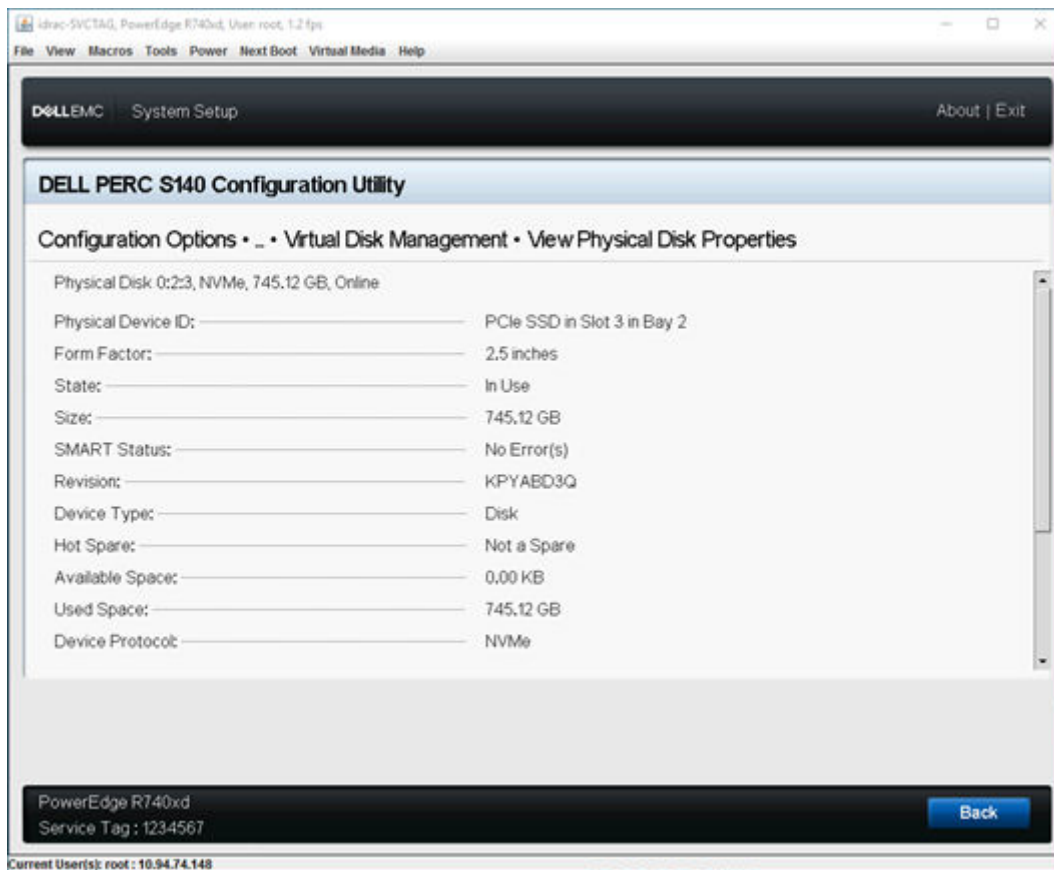 idrac-SVCTAG, PowerEdge R740xd, User: root, 1.2 fps
File View Macros Tools Power Next Boot Virtual Media Help
DELLEMC System Setup About | Exit
DELL PERC S140 Configuration Utility
Configuration Options • .. • Virtual Disk Management • View Physical Disk Properties
Physical Disk 0:2:3, NVMe, 745.12 GB, Online
Physical Device ID: PCIe SSD in Slot 3 in Bay 2
Form Factor: 2.5 inches
State: In Use
Size: 745.12 GB
SMART Status: No Error(s)
Revision: KPYABD3Q
Device Type: Disk
Hot Spare: Not a Spare
Available Space: 0.00 KB
Used Space: 745.12 GB
Device Protocol: NVMe
PowerEdge R740xd
Service Tag : 1234567
Back
Current User(s): root : 10.94.74.148